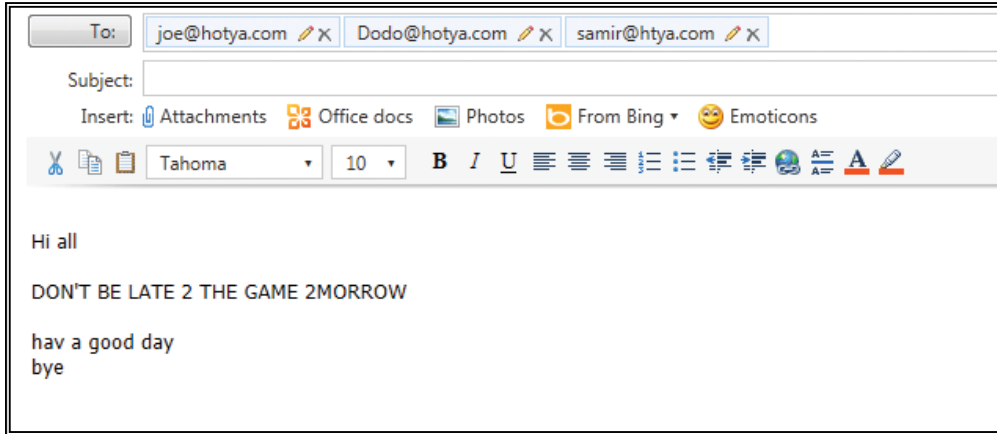 To: joe@hotya.com Dodo@hotya.com samir@htya.com
Subject:
Insert: Attachments Office docs Photos From Bing Emoticons
Tahoma 10 B I U A
Hi all
DON'T BE LATE 2 THE GAME 2MORROW
hav a good day
bye